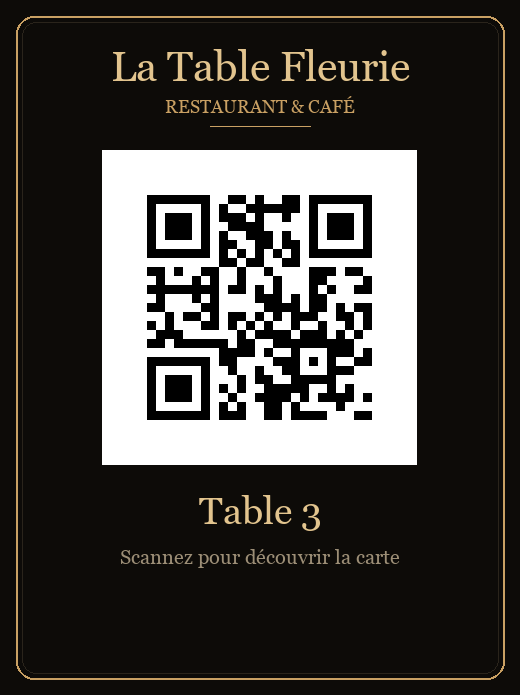 La Table Fleurie
RESTAURANT & CAFÉ
Table 3
Scannez pour découvrir la carte